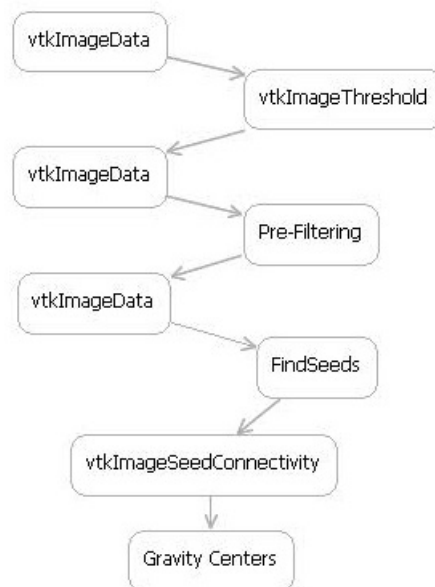 vtkImageData
vtkImageThreshold
vtkImageData
Pre-Filtering
vtkImageData
FindSeeds
vtkImageSeedConnectivity
Gravity Centers